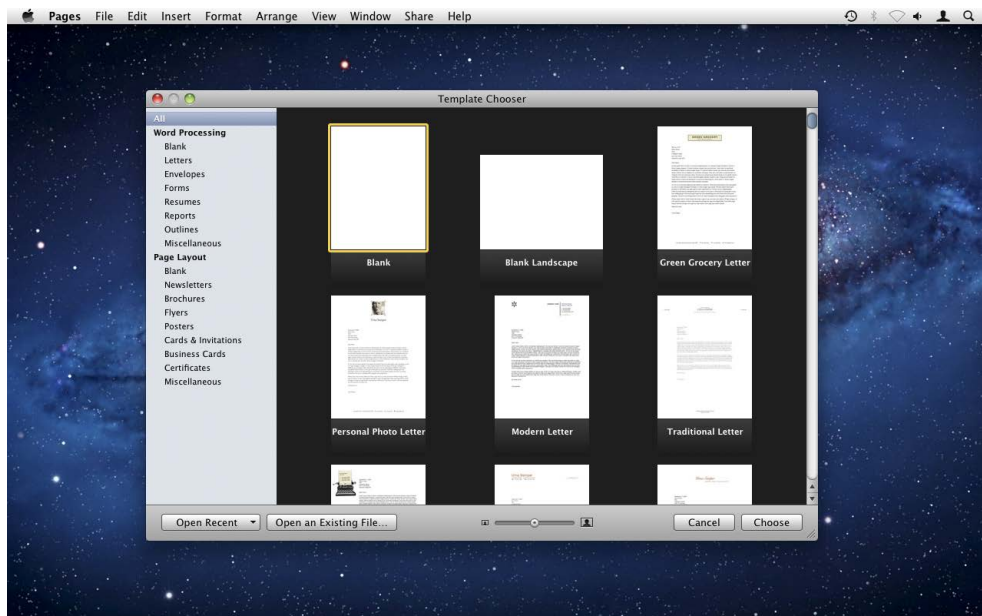 Pages File Edit Insert Format Arrange View Window Share Help
Template Chooser
All
Word Processing
Blank
Letters
Envelopes
Forms
Resumes
Reports
Outlines
Miscellaneous
Page Layout
Blank
Newsletters
Brochures
Flyers
Posters
Cards & Invitations
Business Cards
Certificates
Miscellaneous
Blank
Blank Landscape
Green Grocery Letter
Personal Photo Letter
Modern Letter
Traditional Letter
Open Recent
Open an Existing File...
Cancel
Choose